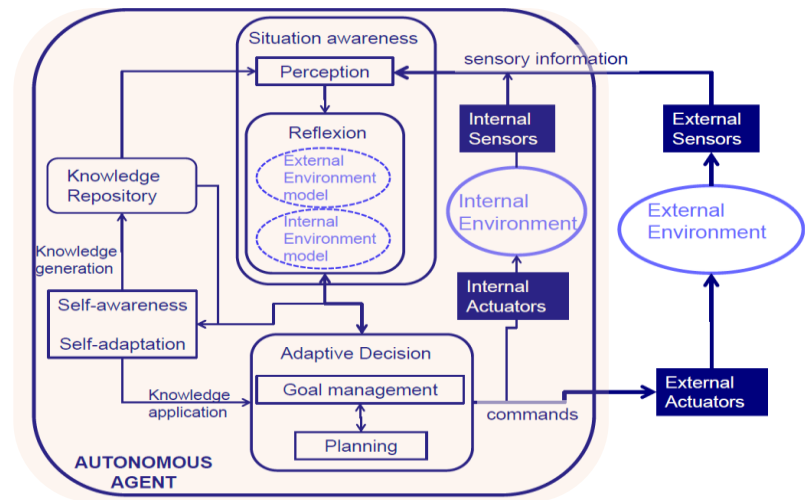 Situation awareness
Perception
sensory information
Reflexion
External
Environment
model
Internal
Environment
model
Internal
Sensors
External
Sensors
Knowledge
Repository
Internal
Environment
External
Environment
Knowledge
generation
Self-awareness
Self-adaptation
Internal
Actuators
Adaptive Decision
Goal management
Planning
Knowledge
application
commands
External
Actuators
AUTONOMOUS
AGENT